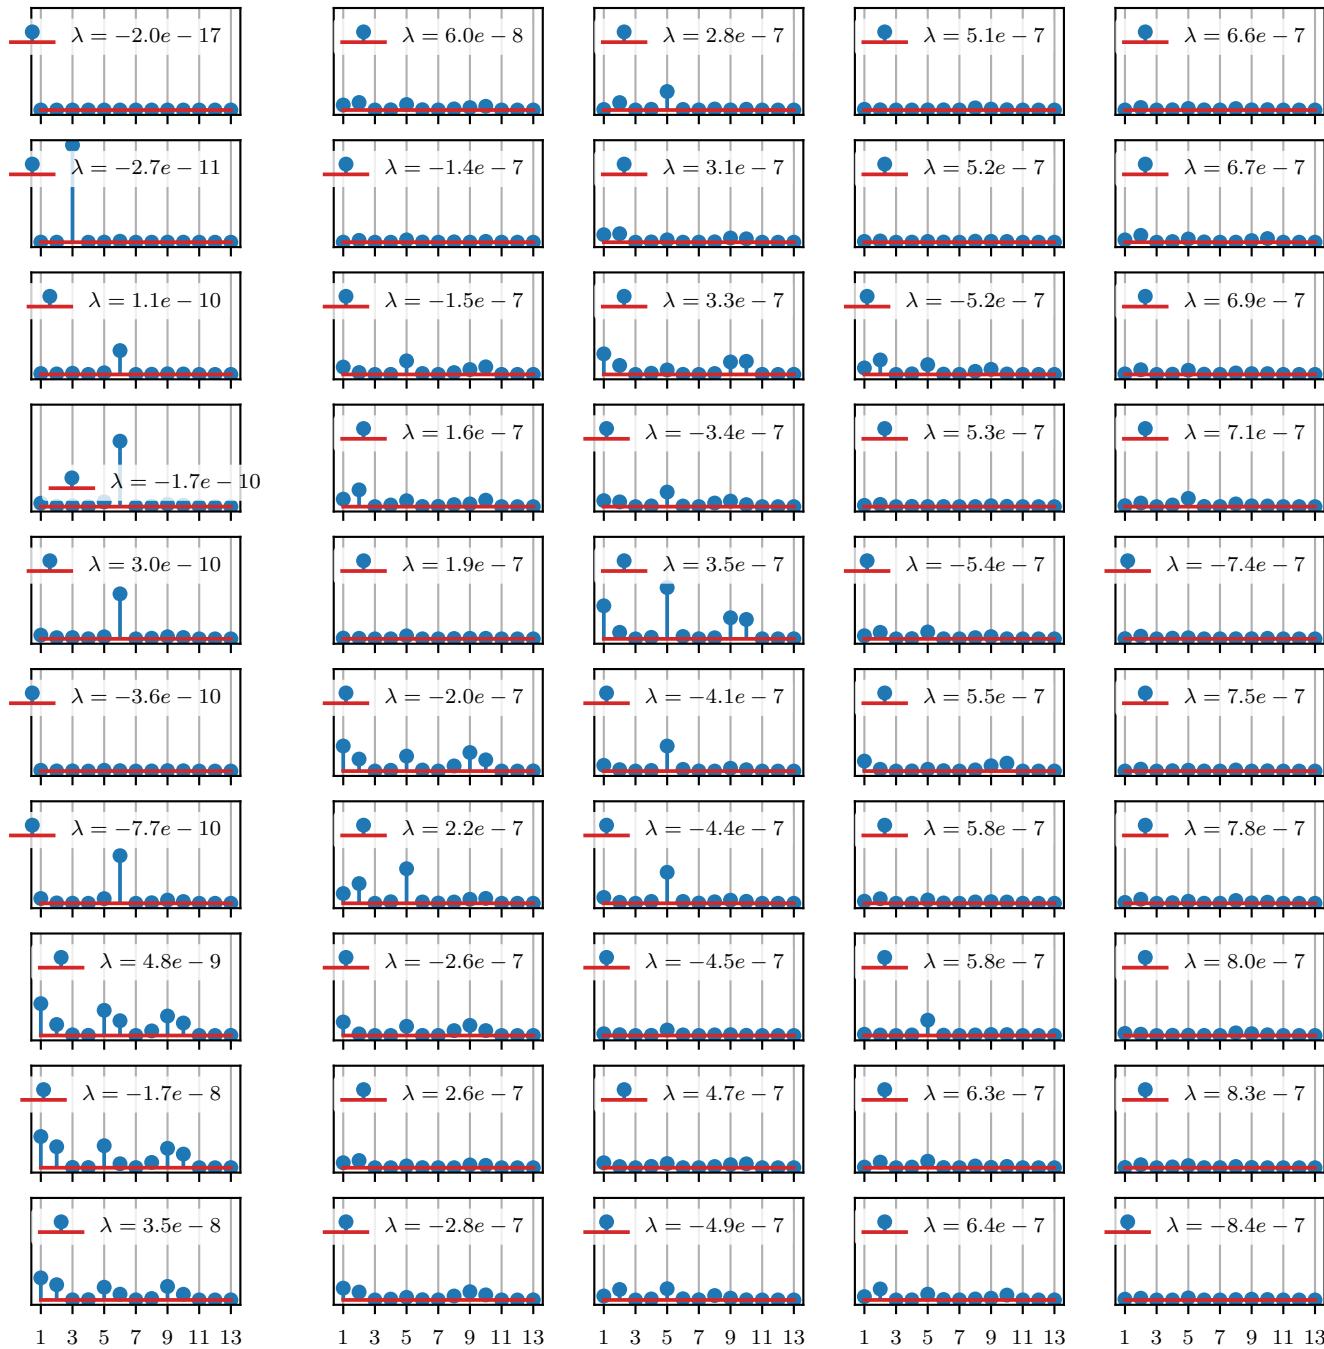 λ = −2.0e − 17 λ = 6.0e − 8 λ = 2.8e − 7 λ = 5.1e − 7 λ = 6.6e − 7
λ = −2.7e − 11 λ = −1.4e − 7 λ = 3.1e − 7 λ = 5.2e − 7 λ = 6.7e − 7
λ = 1.1e − 10 λ = −1.5e − 7 λ = 3.3e − 7 λ = −5.2e − 7 λ = 6.9e − 7
λ = −1.7e − 10 λ = 1.6e − 7 λ = −3.4e − 7 λ = 5.3e − 7 λ = 7.1e − 7
λ = 3.0e − 10 λ = 1.9e − 7 λ = 3.5e − 7 λ = −5.4e − 7 λ = −7.4e − 7
λ = −3.6e − 10 λ = −2.0e − 7 λ = −4.1e − 7 λ = 5.5e − 7 λ = 7.5e − 7
λ = −7.7e − 10 λ = 2.2e − 7 λ = −4.4e − 7 λ = 5.8e − 7 λ = 7.8e − 7
λ = 4.8e − 9 λ = −2.6e − 7 λ = −4.5e − 7 λ = 5.8e − 7 λ = 8.0e − 7
λ = −1.7e − 8 λ = 2.6e − 7 λ = 4.7e − 7 λ = 6.3e − 7 λ = 8.3e − 7
λ = 3.5e − 8 λ = −2.8e − 7 λ = −4.9e − 7 λ = 6.4e − 7 λ = −8.4e − 7
1 3 5 7 9 11 13 1 3 5 7 9 11 13 1 3 5 7 9 11 13 1 3 5 7 9 11 13 1 3 5 7 9 11 13